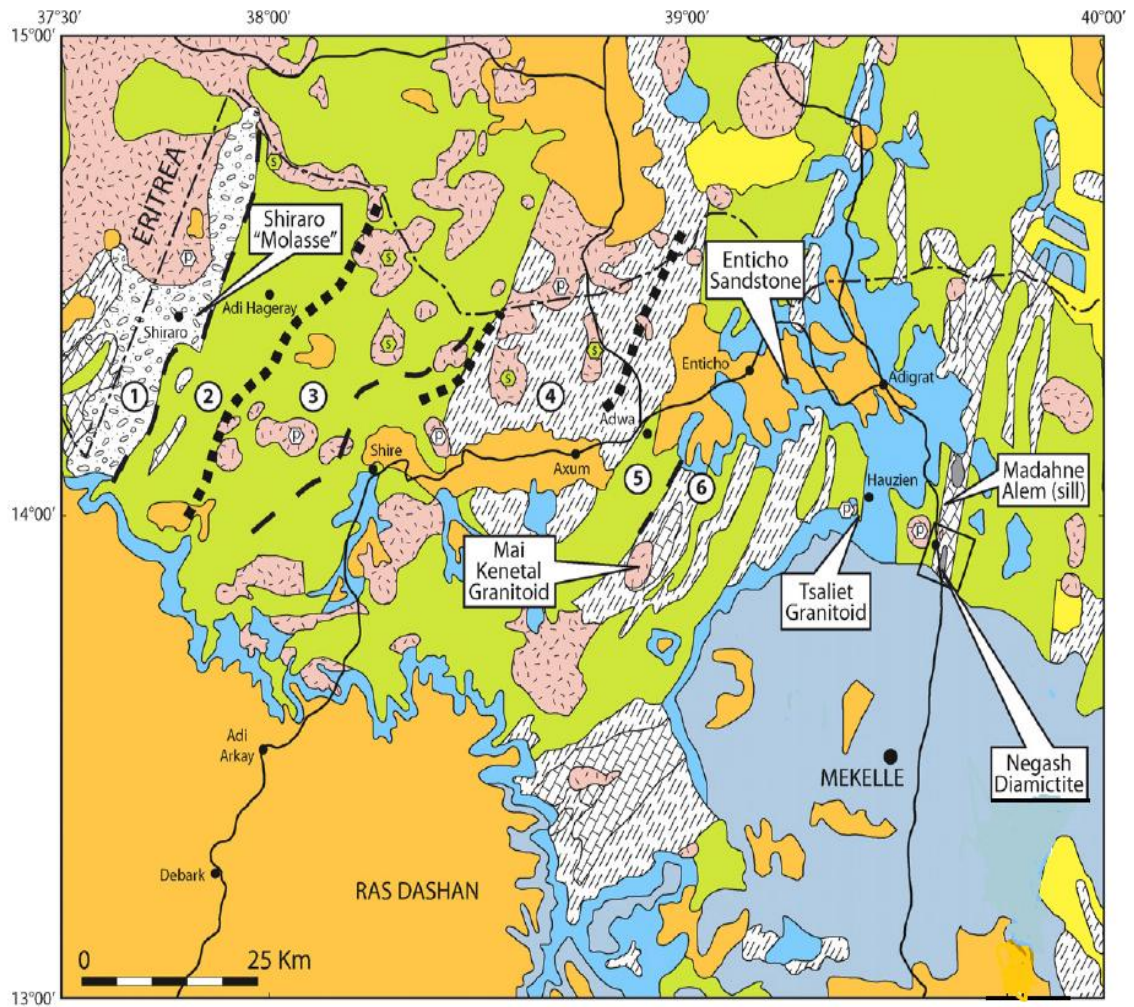 37°30'
38°00'
39°00'
40°00'
15°00'
14°00'
13°00'
ERITREA
Shiraro
"Molasse"
Shiraro
Adi Hageray
Enticho
Sandstone
Enticho
Adigrat
Adwa
Axum
Shire
Hauzien
Madahne
Alem (sill)
Mai
Kenetal
Granitoid
Tsaliet
Granitoid
Negash
Diamictite
Adi
Arkay
Debark
RAS DASHAN
MEKELLE
0
25 Km
1
2
3
4
5
6
s
p
s
s
p
s
s
p
p
p